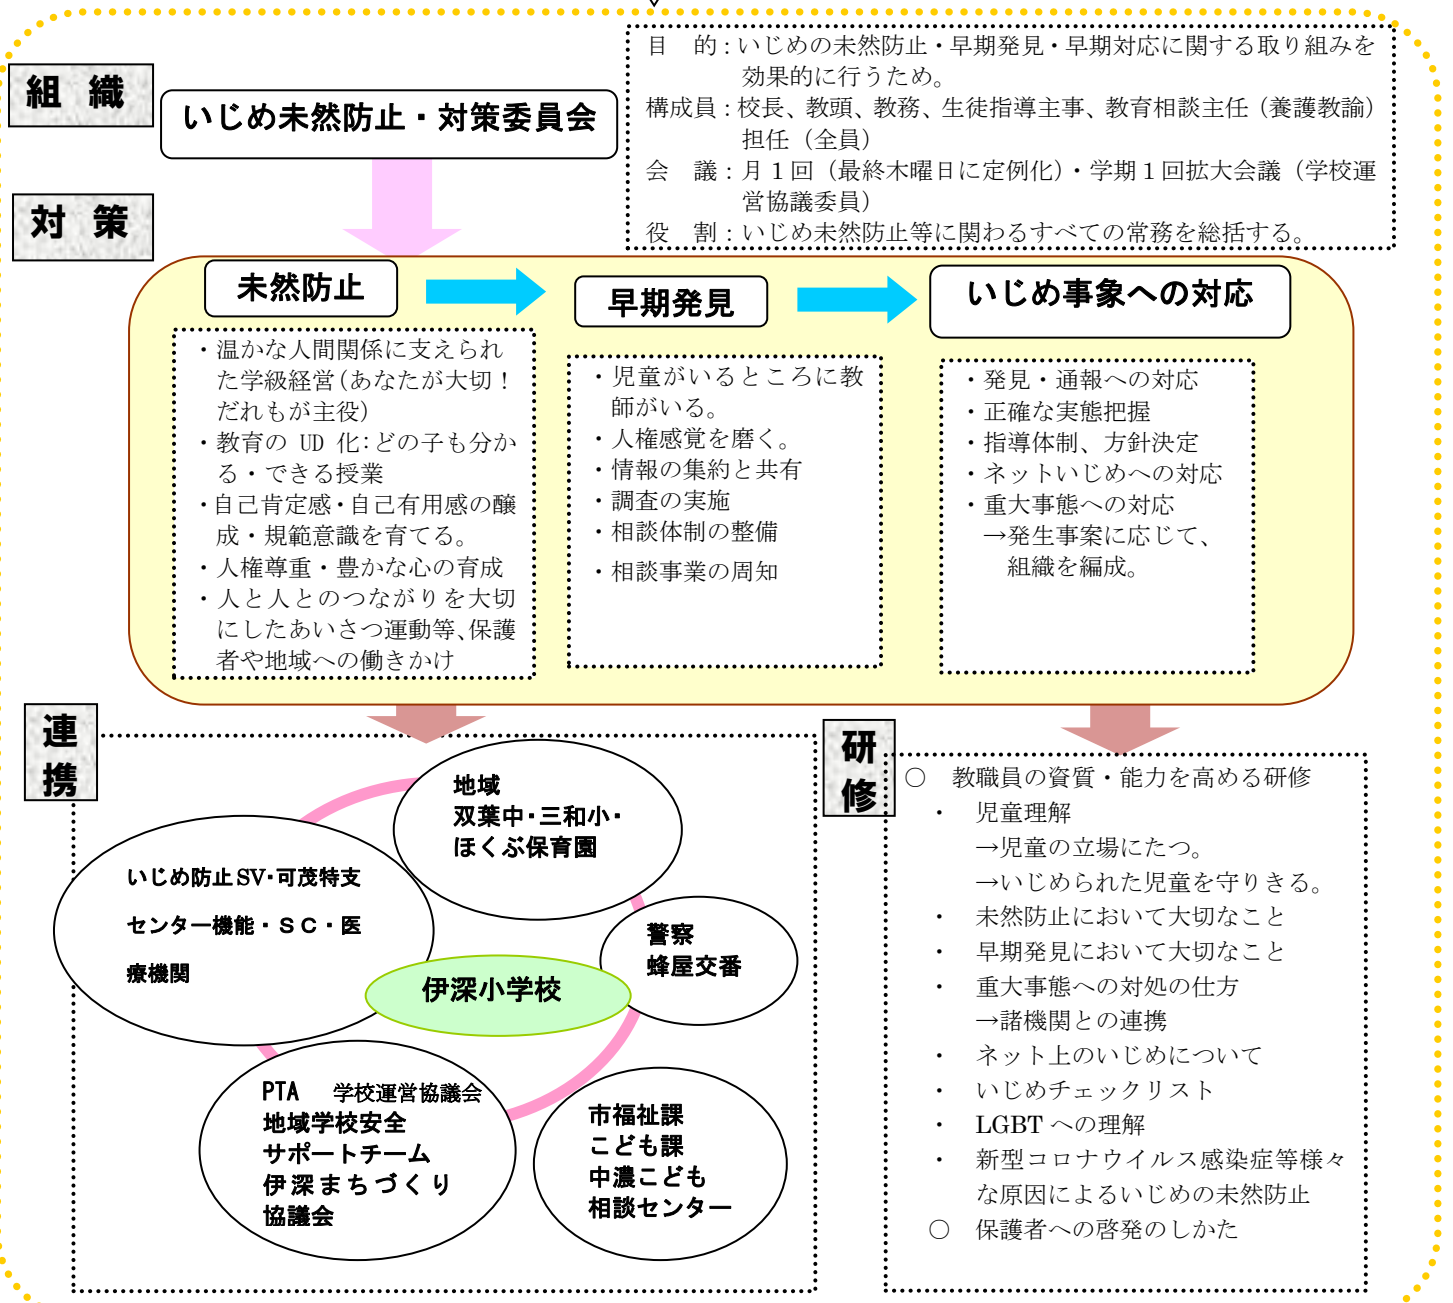 組 織
いじめ未然防止・対策委員会
目　的：いじめの未然防止・早期発見・早期対応に関する取り組みを
効果的に行うため。
構成員：校長、教頭、教務、生徒指導主事、教育相談主任（養護教諭）
担任（全員）
会　議：月１回（最終木曜日に定例化）・学期１回拡大会議（学校運
営協議委員）
役　割：いじめ未然防止等に関わるすべての常務を総括する。
対 策
未然防止
・温かな人間関係に支えられ
た学級経営（あなたが大切！
だれもが主役）
・教育の UD 化：どの子も分か
る・できる授業
・自己肯定感・自己有用感の醸
成・規範意識を育てる。
・人権尊重・豊かな心の育成
・人と人とのつながりを大切
にしたあいさつ運動等、保護
者や地域への働きかけ
早期発見
・児童がいるところに教
師がいる。
・人権感覚を磨く。
・情報の集約と共有
・調査の実施
・相談体制の整備
・相談事業の周知
いじめ事象への対応
・発見・通報への対応
・正確な実態把握
・指導体制、方針決定
・ネットいじめへの対応
・重大事態への対応
→発生事案に応じて、
組織を編成。
連
携
地域
双葉中・三和小・
ほくぶ保育園
いじめ防止SV・可茂特支
センター機能・ＳＣ・医
療機関
警察
蜂屋交番
伊深小学校
PTA　学校運営協議会
地域学校安全
サポートチーム
伊深まちづくり
協議会
市福祉課
こども課
中濃こども
相談センター
研
修
○　教職員の資質・能力を高める研修
・　児童理解
→児童の立場にたつ。
→いじめられた児童を守りきる。
・　未然防止において大切なこと
・　早期発見において大切なこと
・　重大事態への対処の仕方
→諸機関との連携
・　ネット上のいじめについて
・　いじめチェックリスト
・　LGBT への理解
・　新型コロナウイルス感染症等様々
な原因によるいじめの未然防止
○　保護者への啓発のしかた